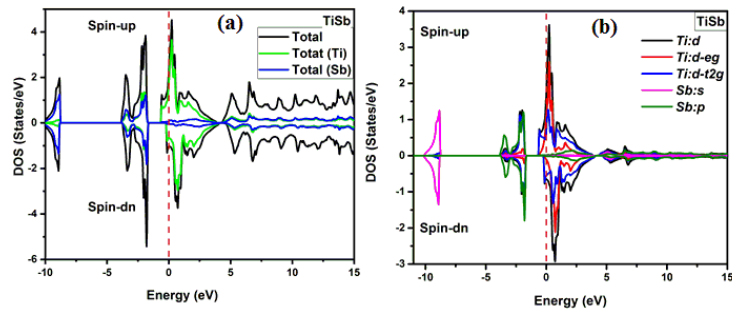 (a)
TiSb
Spin-up
Total
Totat (Ti)
Total (Sb)
Spin-dn
DOS (States/eV)
4
2
0
-2
-4
-6
-10
-5
0
5
10
15
Energy (eV)
(b)
TiSb
Spin-up
Ti:d
Ti:d-eg
Ti:d-t2g
Sb:s
Sb:p
Spin-dn
DOS (States/eV)
4
3
2
1
0
-1
-2
-3
-10
-5
0
5
10
15
Energy (eV)